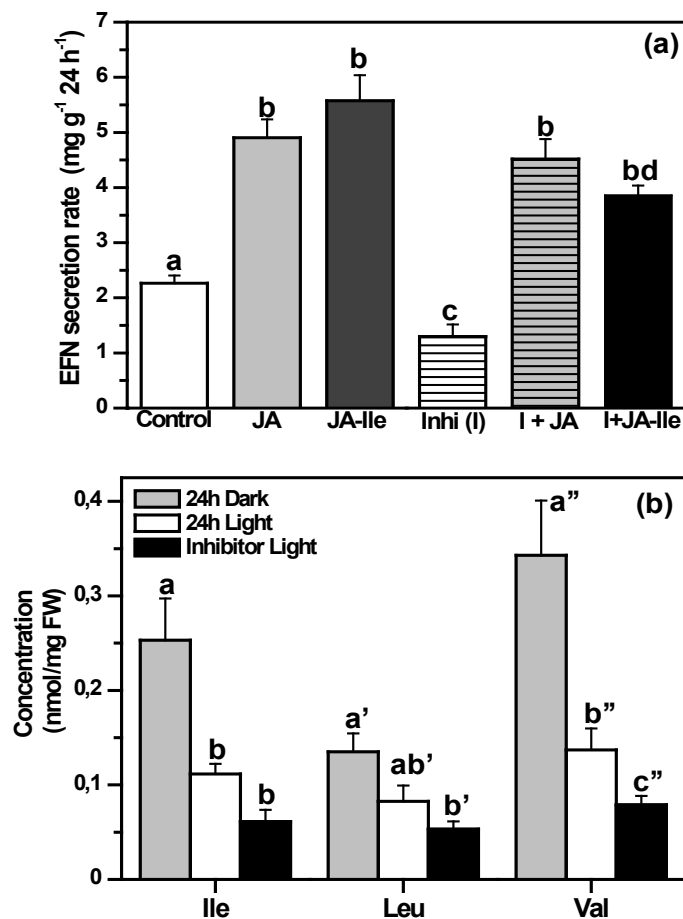 (a)
EFN secretion rate (mg g⁻¹ 24 h⁻¹)
7
6
5
4
3
2
1
0
a
b
b
c
b
bd
Control
JA
JA-Ile
Inhi (I)
I + JA
I+JA-Ile
(b)
24h Dark
24h Light
Inhibitor Light
Concentration
(nmol/mg FW)
0,4
0,3
0,2
0,1
0
a
b
b
a’
ab’
b’
a”
b”
c”
Ile
Leu
Val